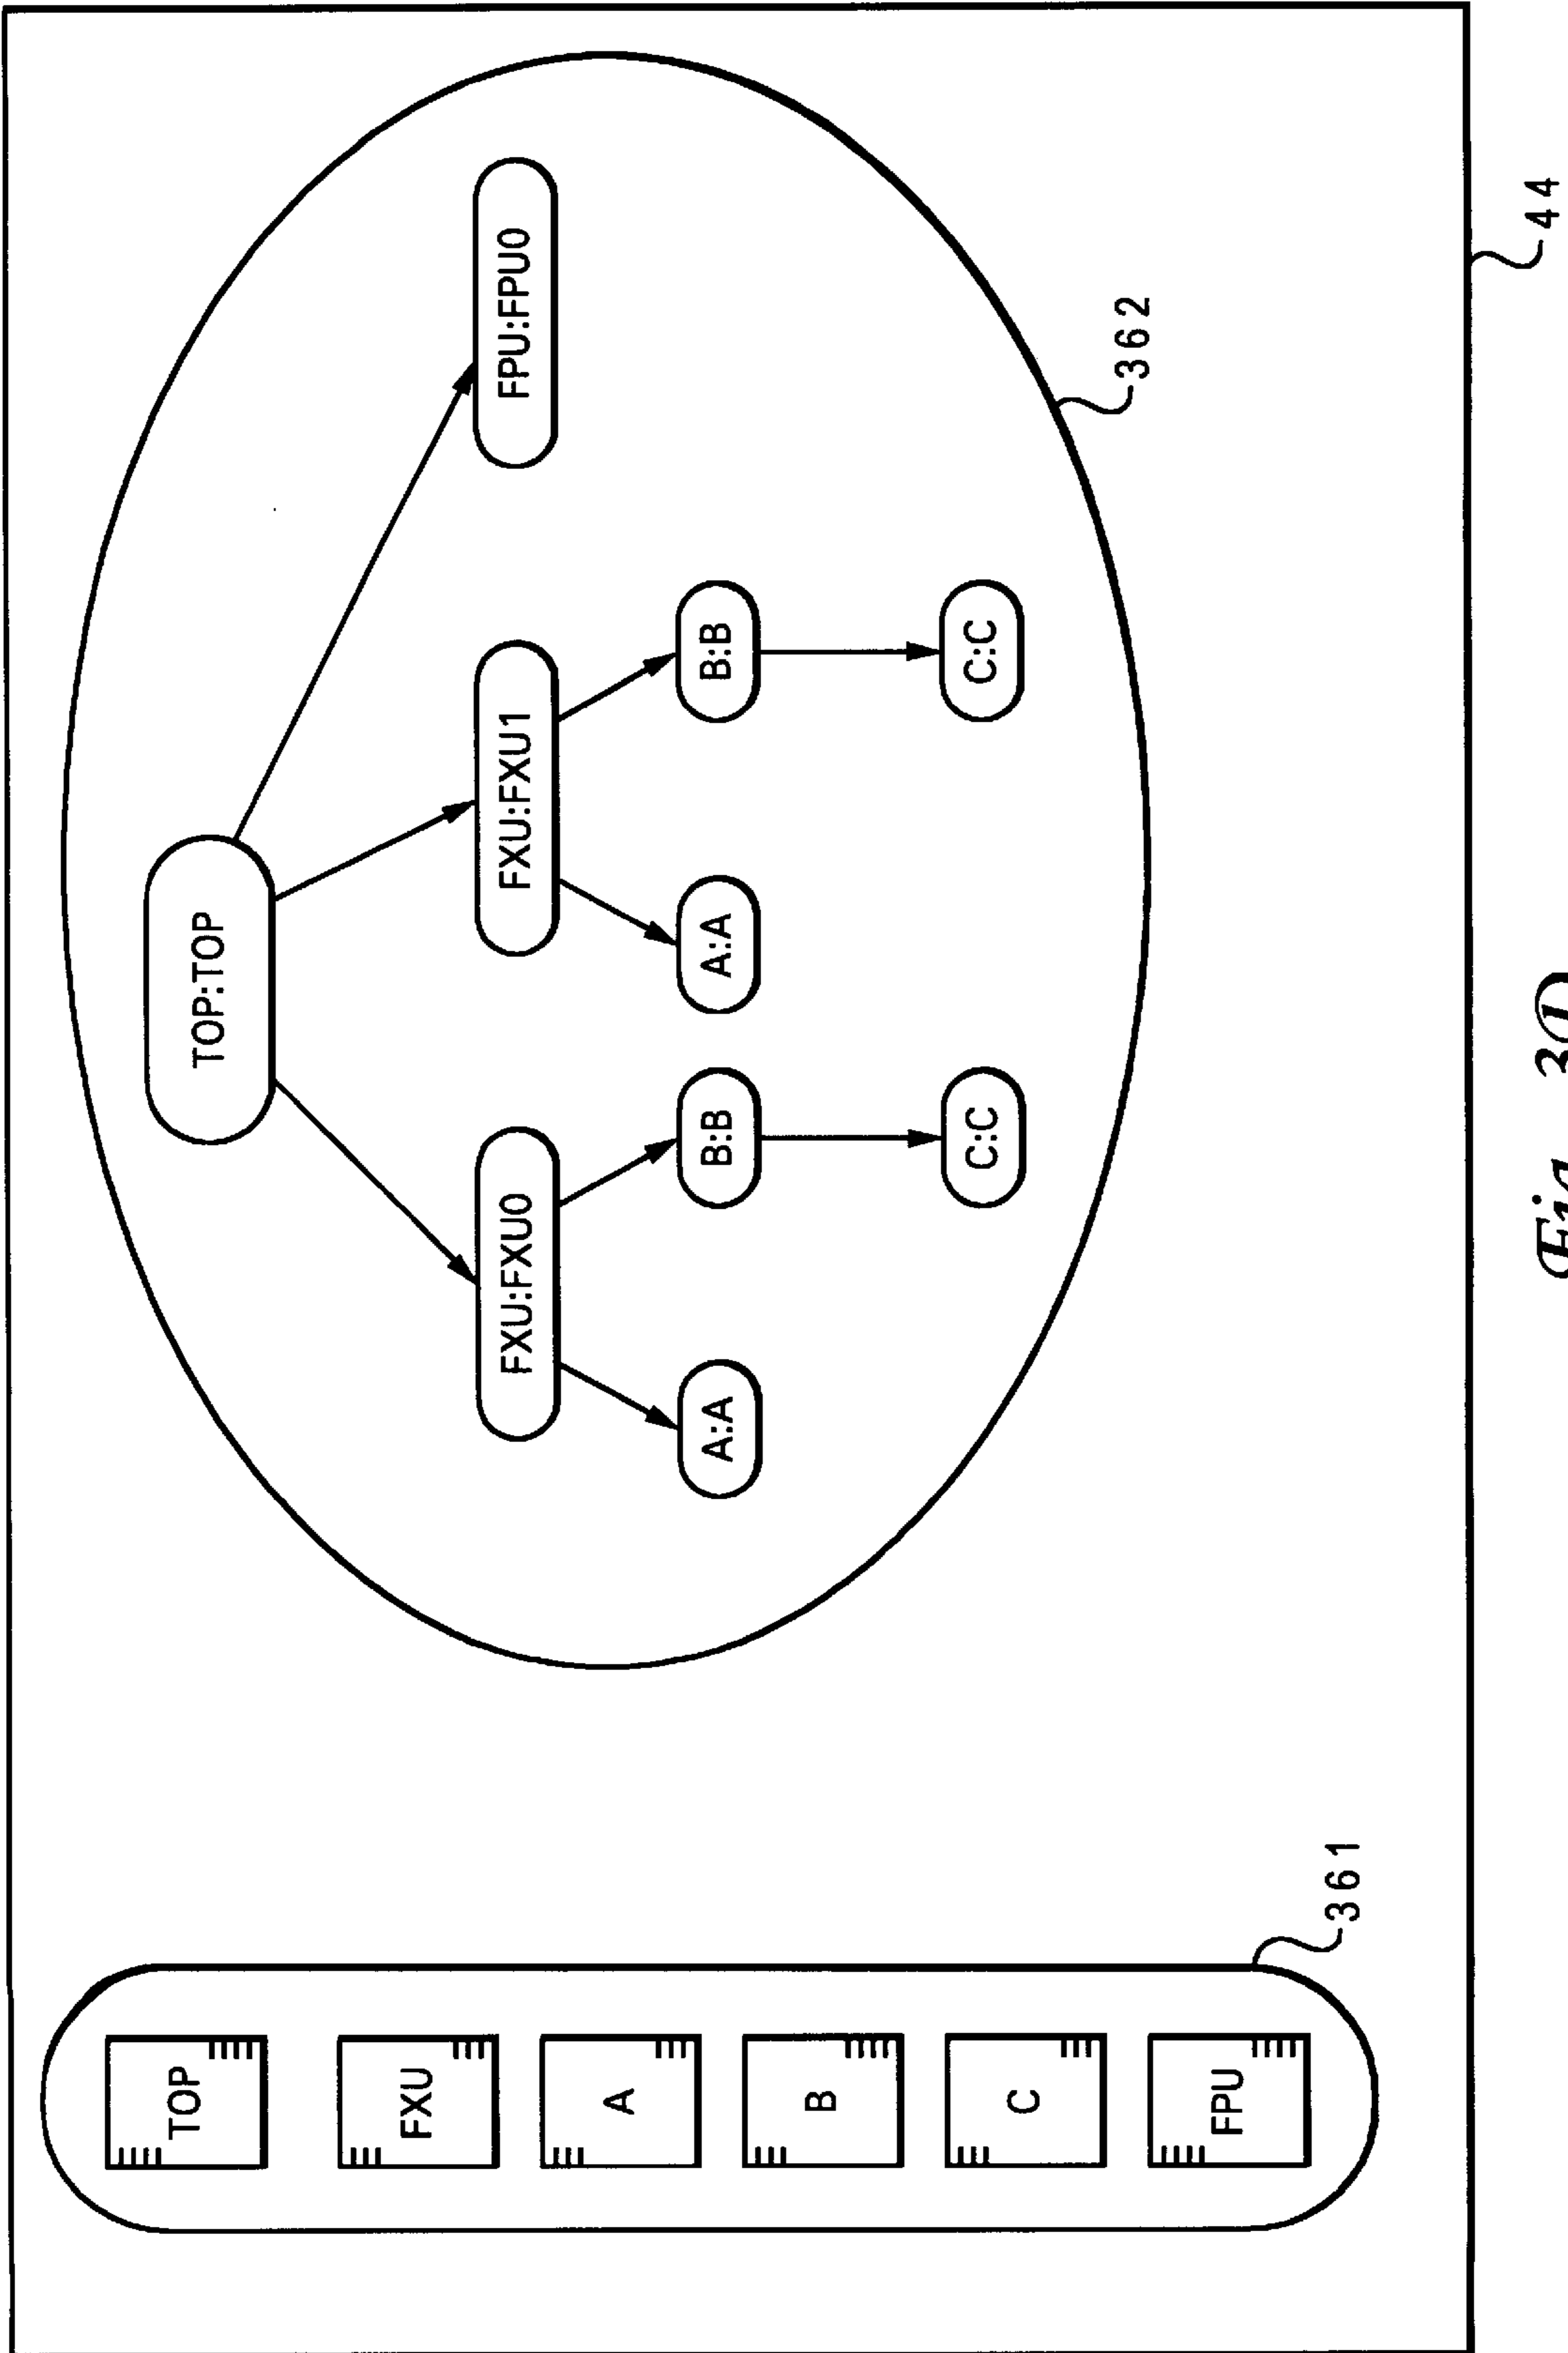 TOP
FXU
A
B
C
FPU
361
TOP:TOP
FXU:FXU0
FXU:FXU1
FPU:FPU0
A:A
B:B
A:A
B:B
C:C
C:C
362
44